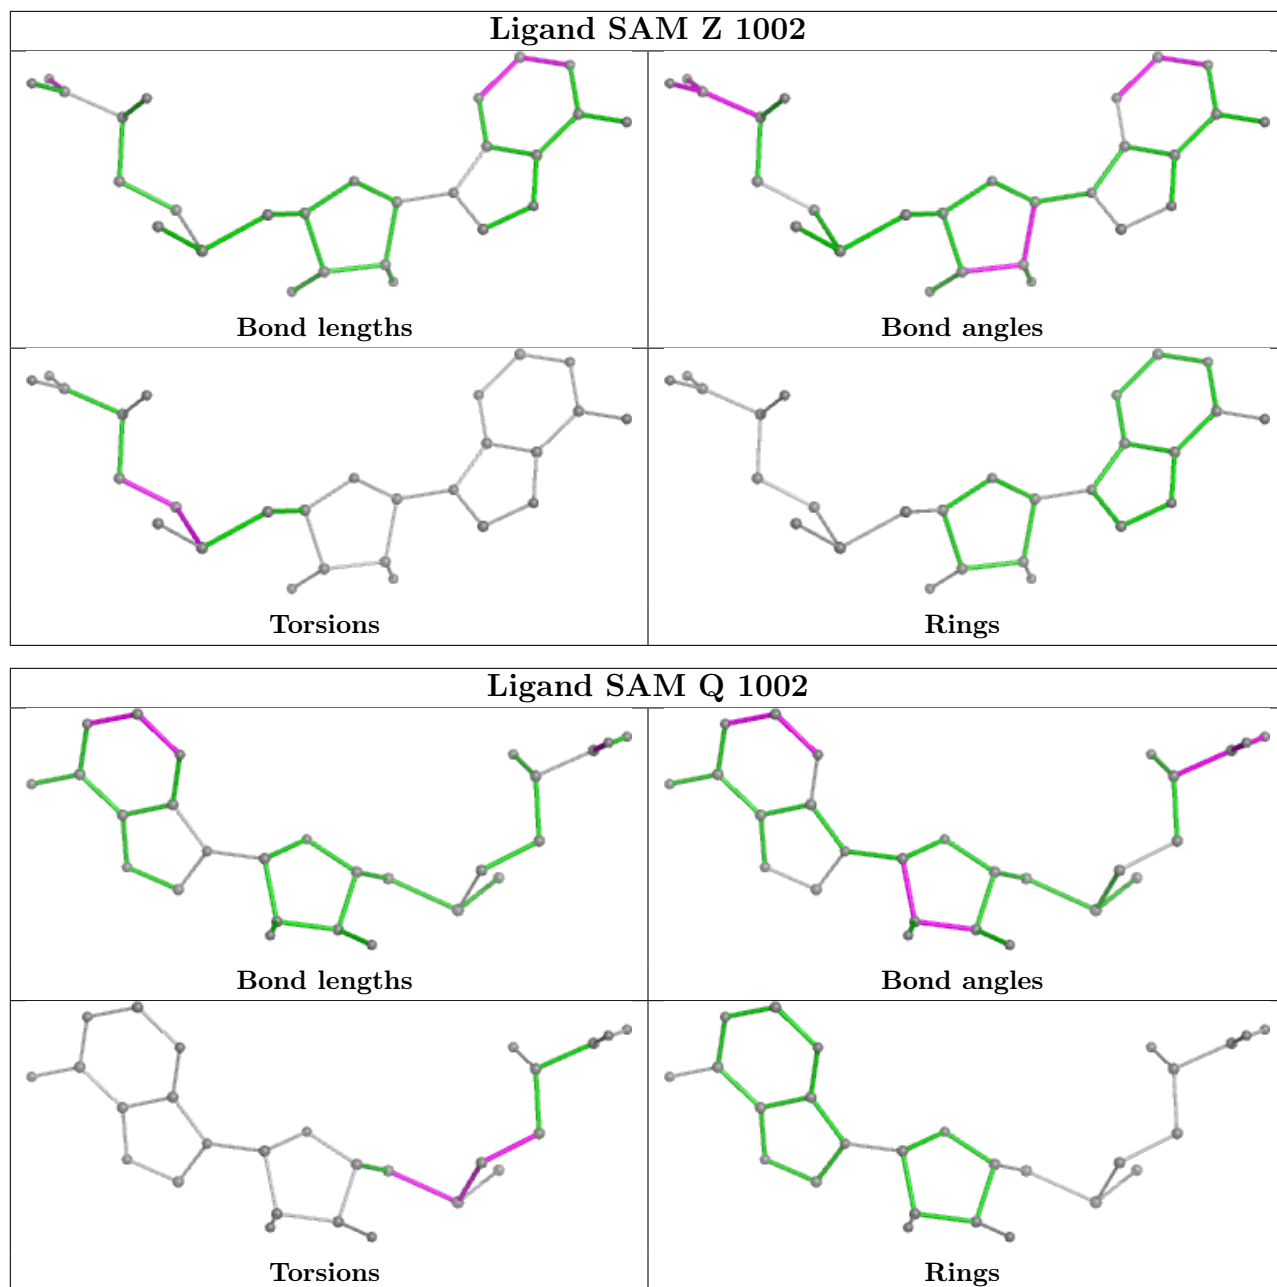 Ligand SAM Z 1002
Bond lengths
Bond angles
Torsions
Rings
Ligand SAM Q 1002
Bond lengths
Bond angles
Torsions
Rings